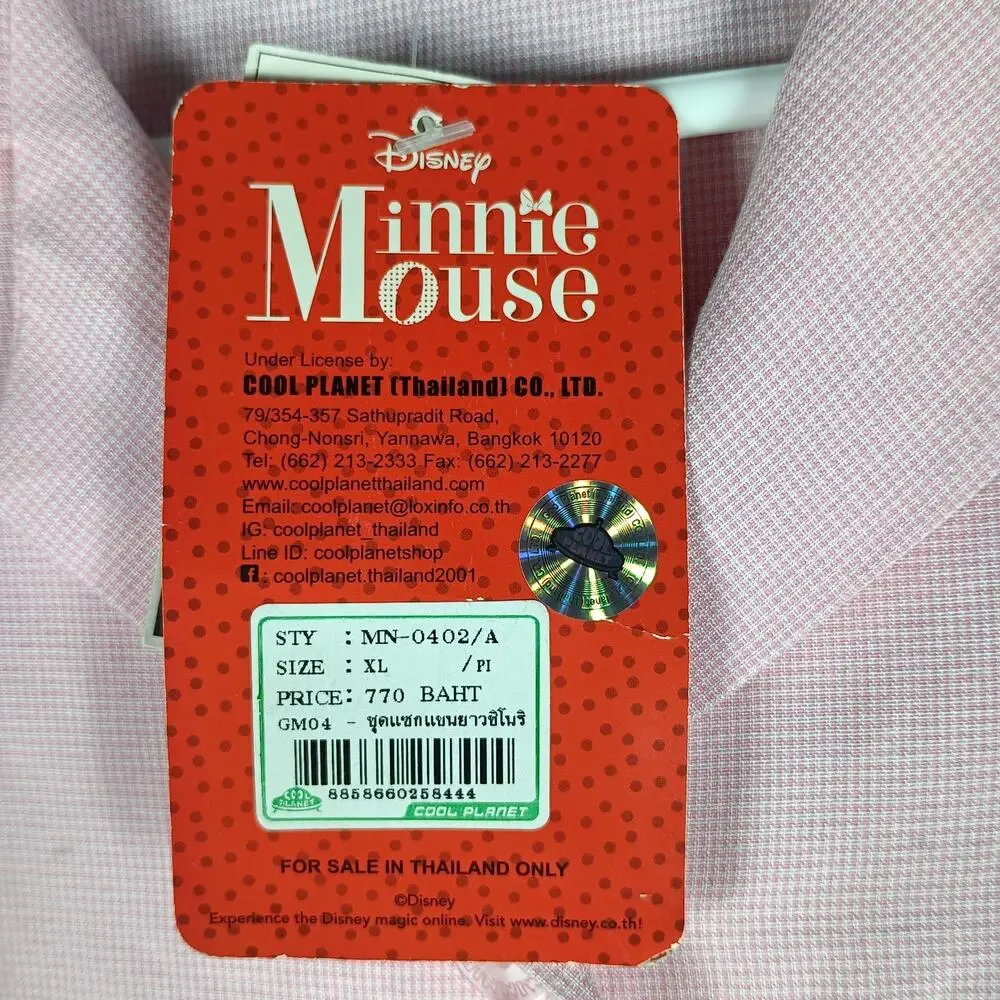 Disney
Minnie
Mouse
Under License by:
COOL PLANET (Thailand) CO., LTD.
79/354-357 Sathupradit Road,
Chong-Nonsri, Yannawa, Bangkok 10120
Tel: (662) 213-2333 Fax: (662) 213-2277
www.coolplanetthailand.com
Email: coolplanet@loxinfo.co.th
IG: coolplanet_thailand
Line ID: coolplanetshop
f : coolplanet.thailand2001
STY : MN-0402/A
SIZE : XL /PI
PRICE: 770 BAHT
GM04 - ชุดแซกแขนยาวชิโนริ
8858660258444
COOL PLANET
COOL PLANET
FOR SALE IN THAILAND ONLY
©Disney
Experience the Disney magic online. Visit www.disney.co.th!